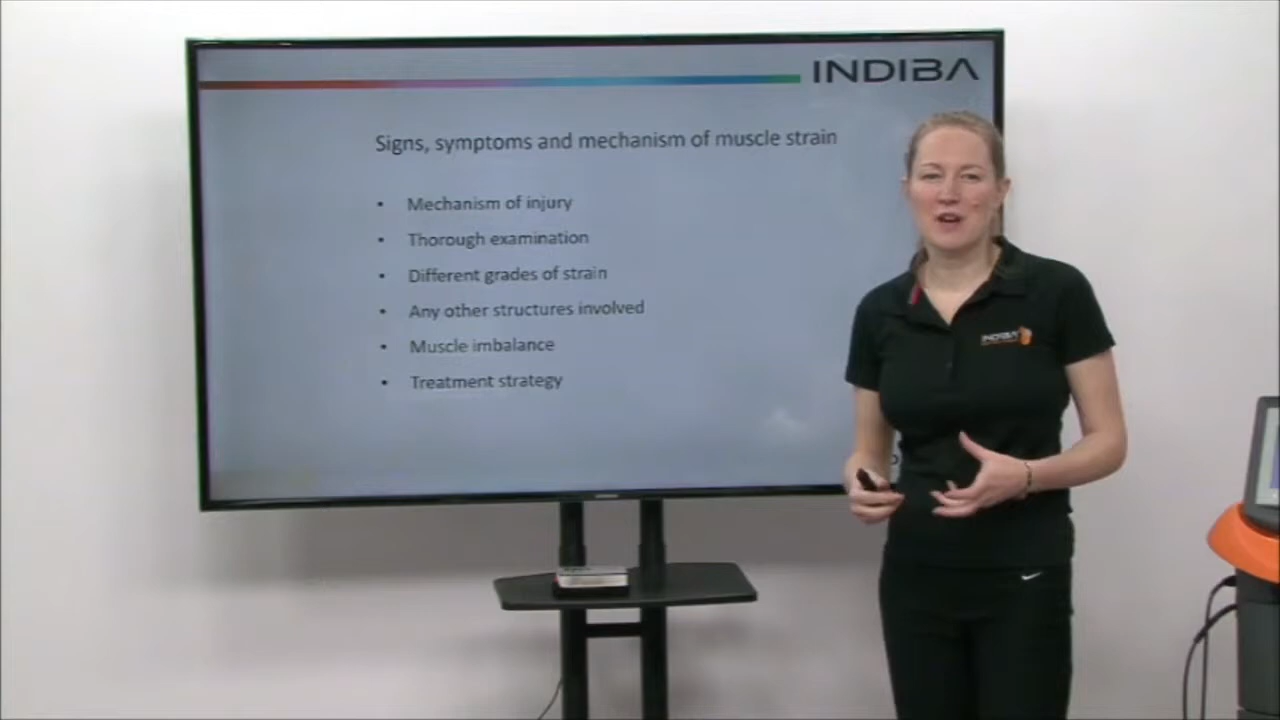 INDIBA
Signs, symptoms and mechanism of muscle strain
• Mechanism of injury
• Thorough examination
• Different grades of strain
• Any other structures involved
• Muscle imbalance
• Treatment strategy
INDIBA